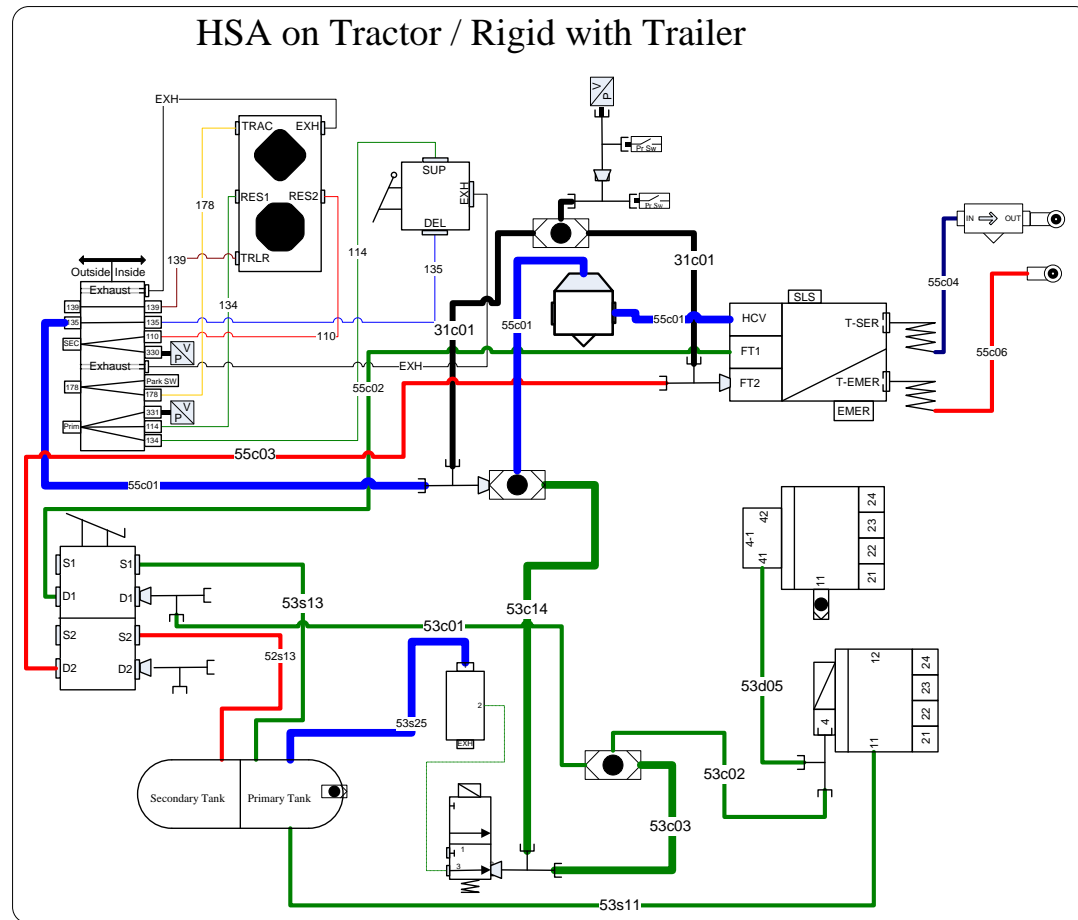 HSA on Tractor / Rigid with Trailer
EXH
TRAC
EXH
RES1
RES2
TRLR
178
139
134
110
114
135
SUP
EXH
DEL
V
P
Pr Sw
Pr Sw
31c01
31c01
IN
OUT
55c04
55c06
Outside
Inside
Exhaust
139
139
135
135
110
SEC
330
V
P
Exhaust
EXH
178
Park SW
178
331
V
P
Prim
114
134
55c02
55c01
55c01
SLS
HCV
FT1
FT2
T-SER
T-EMER
EMER
55c03
55c01
S1
S1
D1
D1
S2
S2
D2
D2
53s13
52s13
53c01
53c14
53s25
2
EXH
Secondary Tank
Primary Tank
1
3
53c02
53c03
53s11
42
4-1
41
11
24
23
22
21
53d05
4
12
11
24
23
22
21